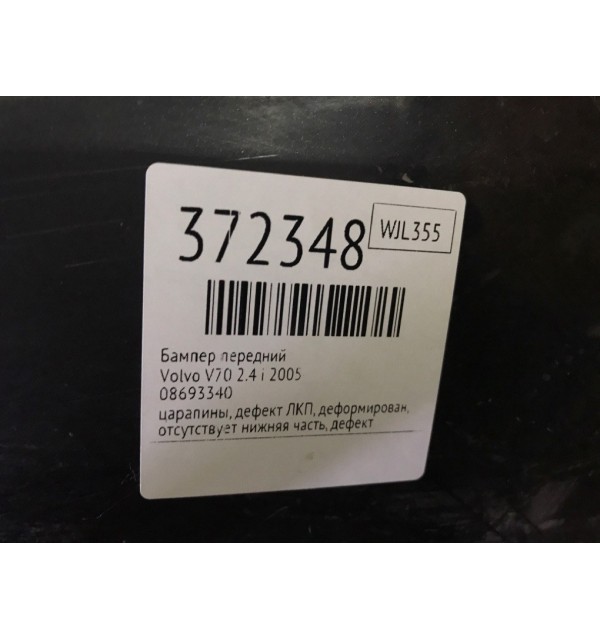 372348
WJL355
Бампер передний
Volvo V70 2.4 i 2005
08693340
царапины, дефект ЛКП, деформирован,
отсутствует нижняя часть, дефект